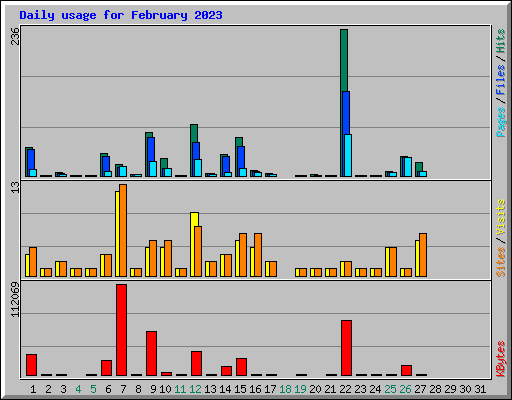 Daily usage for February 2023
236
Pages / Files / Hits
13
Sites / Visits
112069
KBytes
1 2 3 4 5 6 7 8 9 10 11 12 13 14 15 16 17 18 19 20 21 22 23 24 25 26 27 28 29 30 31